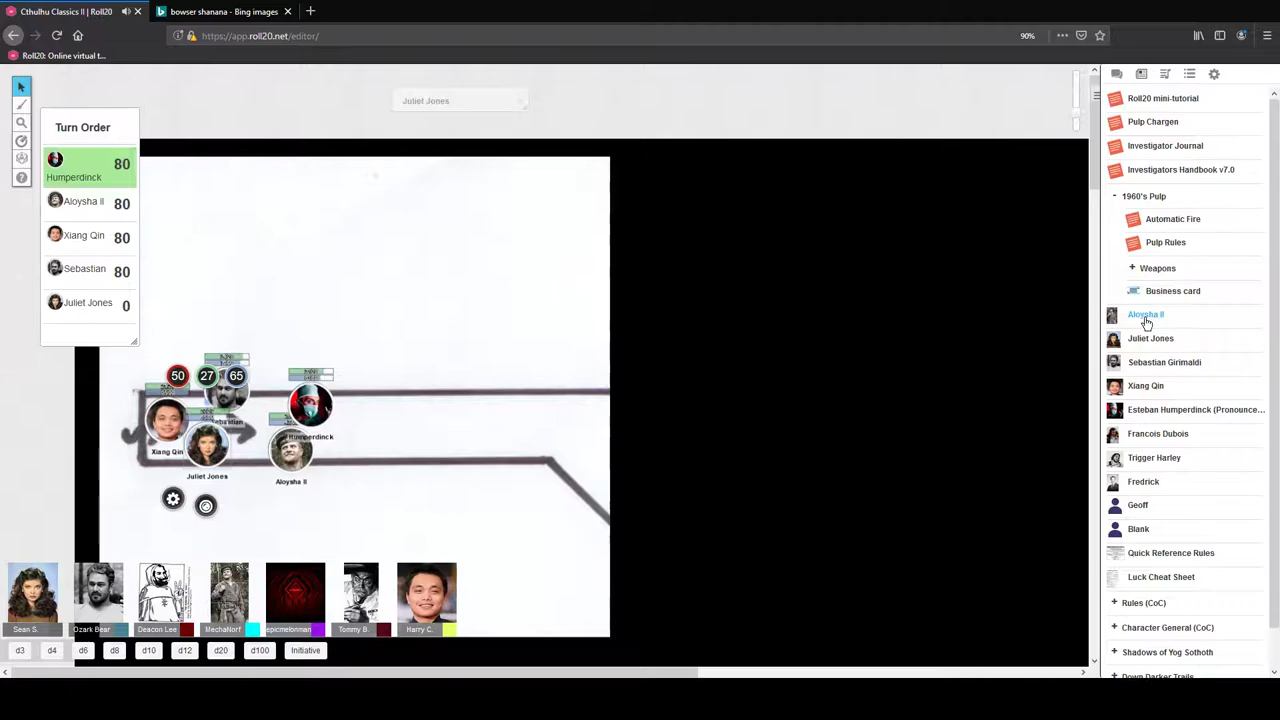 Cthulhu Classics II | Roll20
bowser shanana - Bing images
https://app.roll20.net/editor/
90%
Roll20: Online virtual t...
Juliet Jones
Turn Order
Humperdinck 80
Aloysha II 80
Xiang Qin 80
Sebastian 80
Juliet Jones 0
50 27 65
Sebastian
Humperdinck
Xiang Qin
Juliet Jones
Aloysha II
Sean S.
Ozark Bear
Deacon Lee
MechaNorf
epicmelonman
Tommy B.
Harry C.
d3 d4 d6 d8 d10 d12 d20 d100 Initiative
Roll20 mini-tutorial
Pulp Chargen
Investigator Journal
Investigators Handbook v7.0
- 1960's Pulp
Automatic Fire
Pulp Rules
+ Weapons
Business card
Aloysha II
Juliet Jones
Sebastian Girimaldi
Xiang Qin
Esteban Humperdinck (Pronounce...
Francois Dubois
Trigger Harley
Fredrick
Geoff
Blank
Quick Reference Rules
Luck Cheat Sheet
+ Rules (CoC)
+ Character General (CoC)
+ Shadows of Yog Sothoth
Down Darker Trails